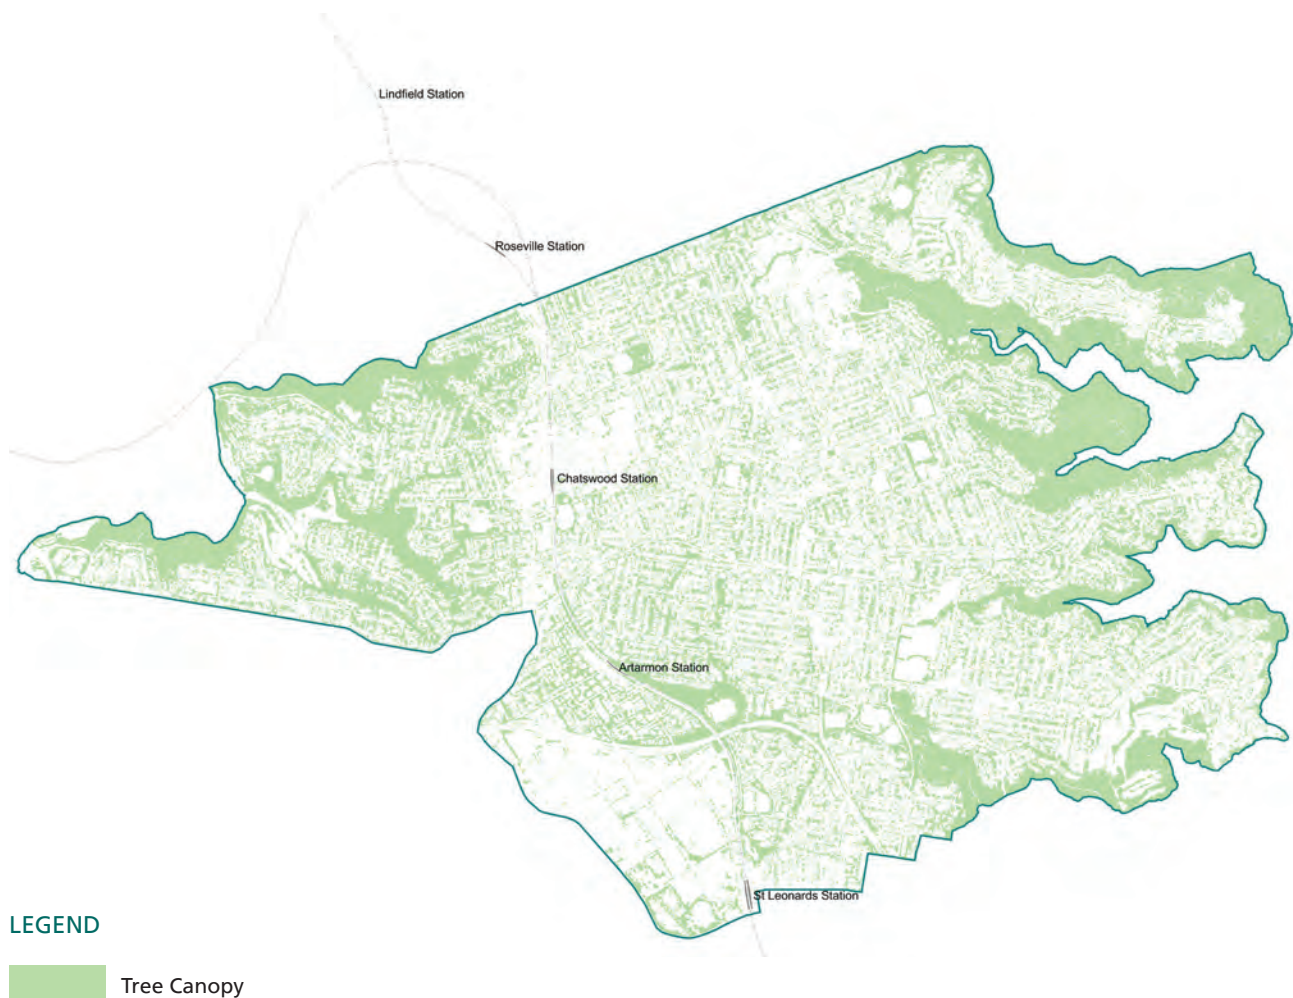 Lindfield Station
Roseville Station
Chatswood Station
Artarmon Station
St Leonards Station
LEGEND
Tree Canopy